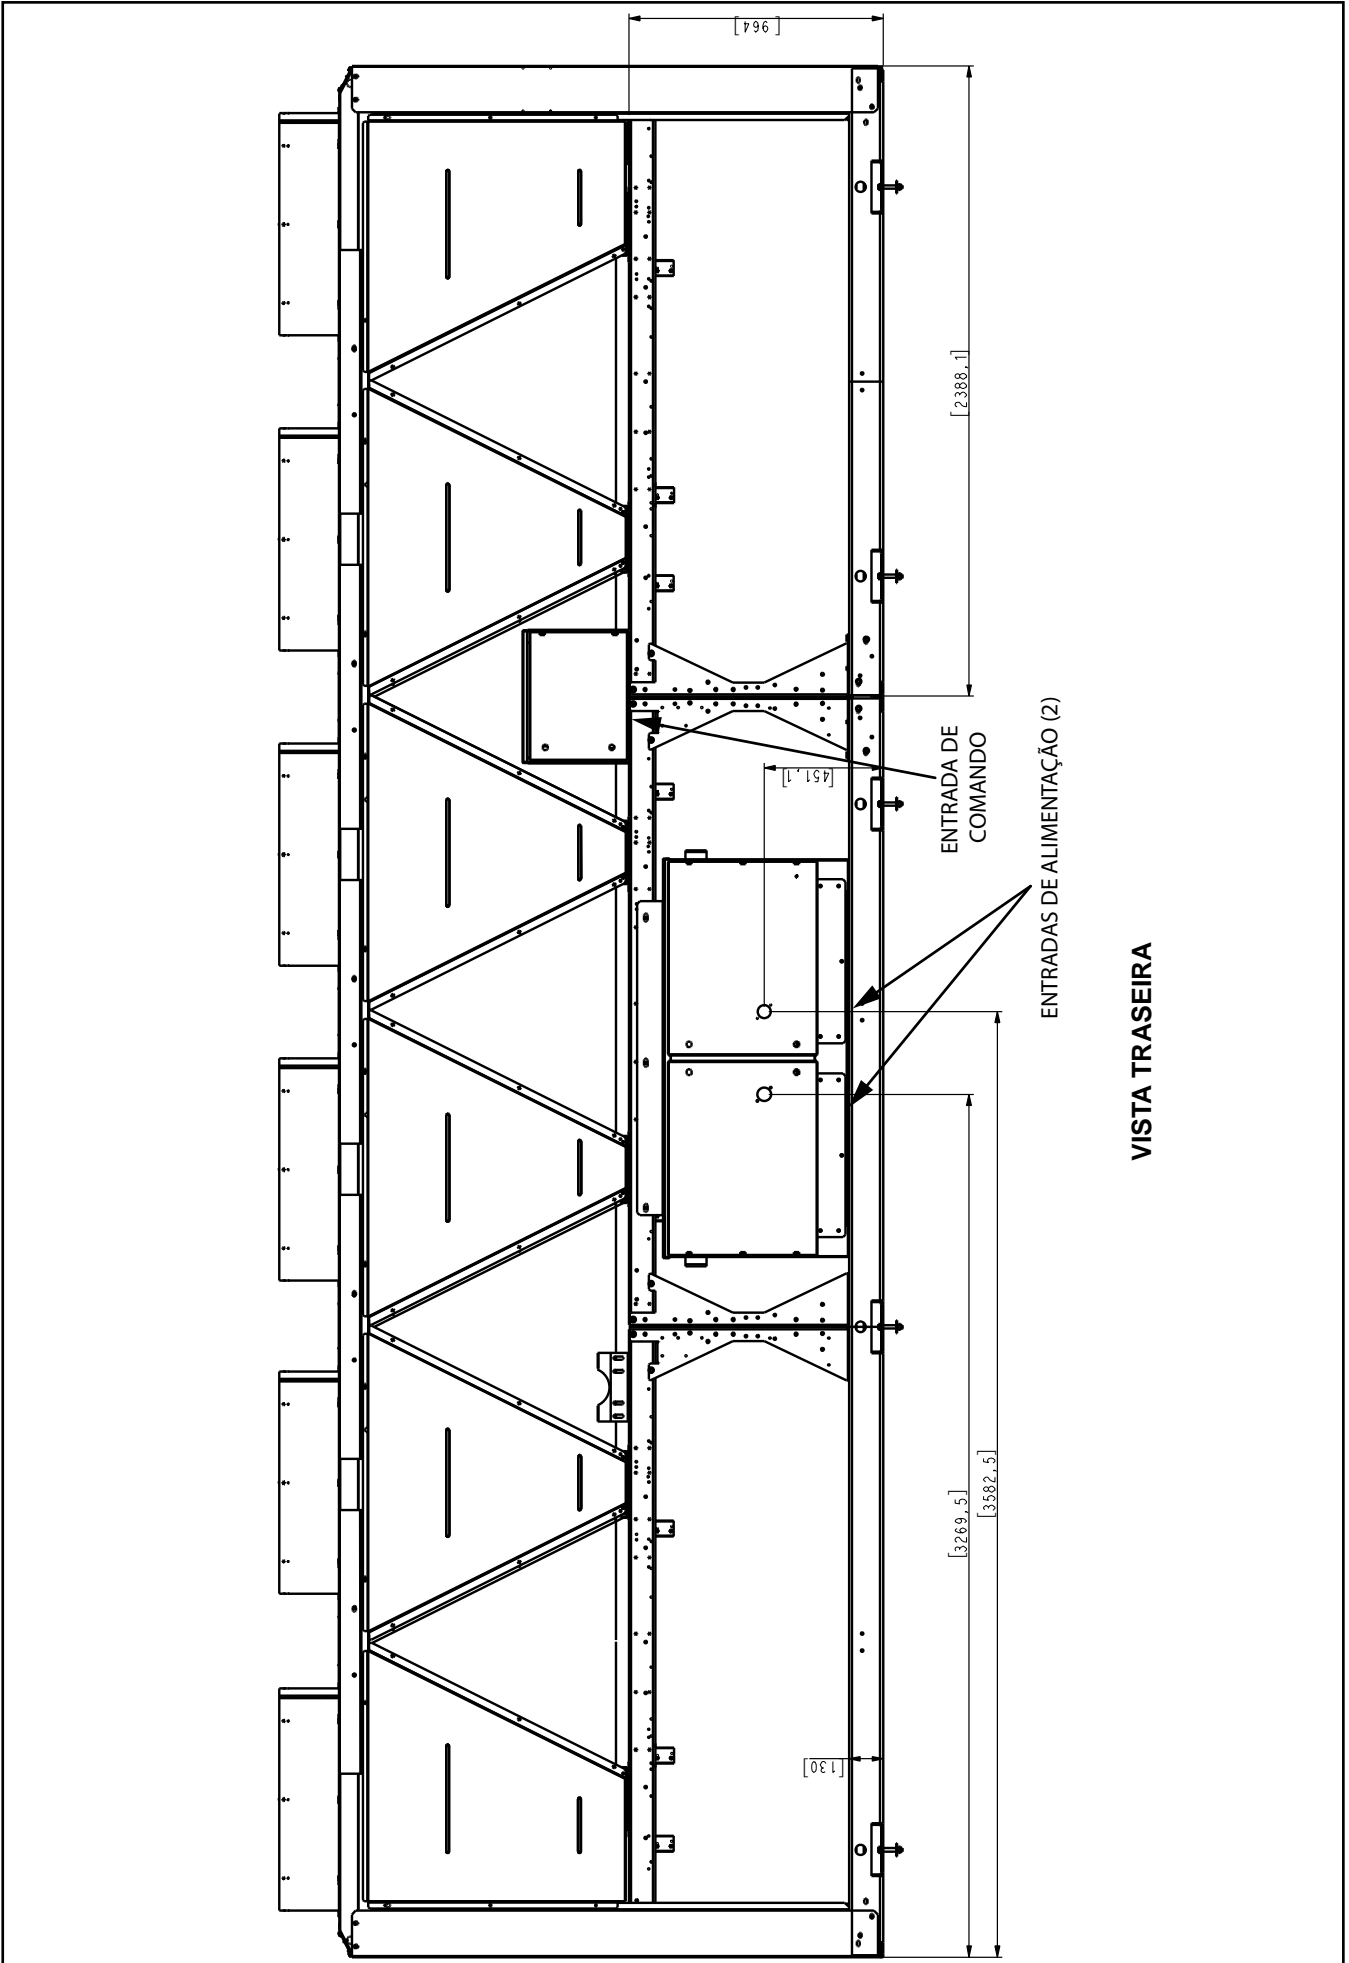 [964]
[2388,1]
ENTRADA DE
COMANDO
[451,1]
ENTRADAS DE ALIMENTAÇÃO (2)
[3269,5]
[3582,5]
[130]
VISTA TRASEIRA